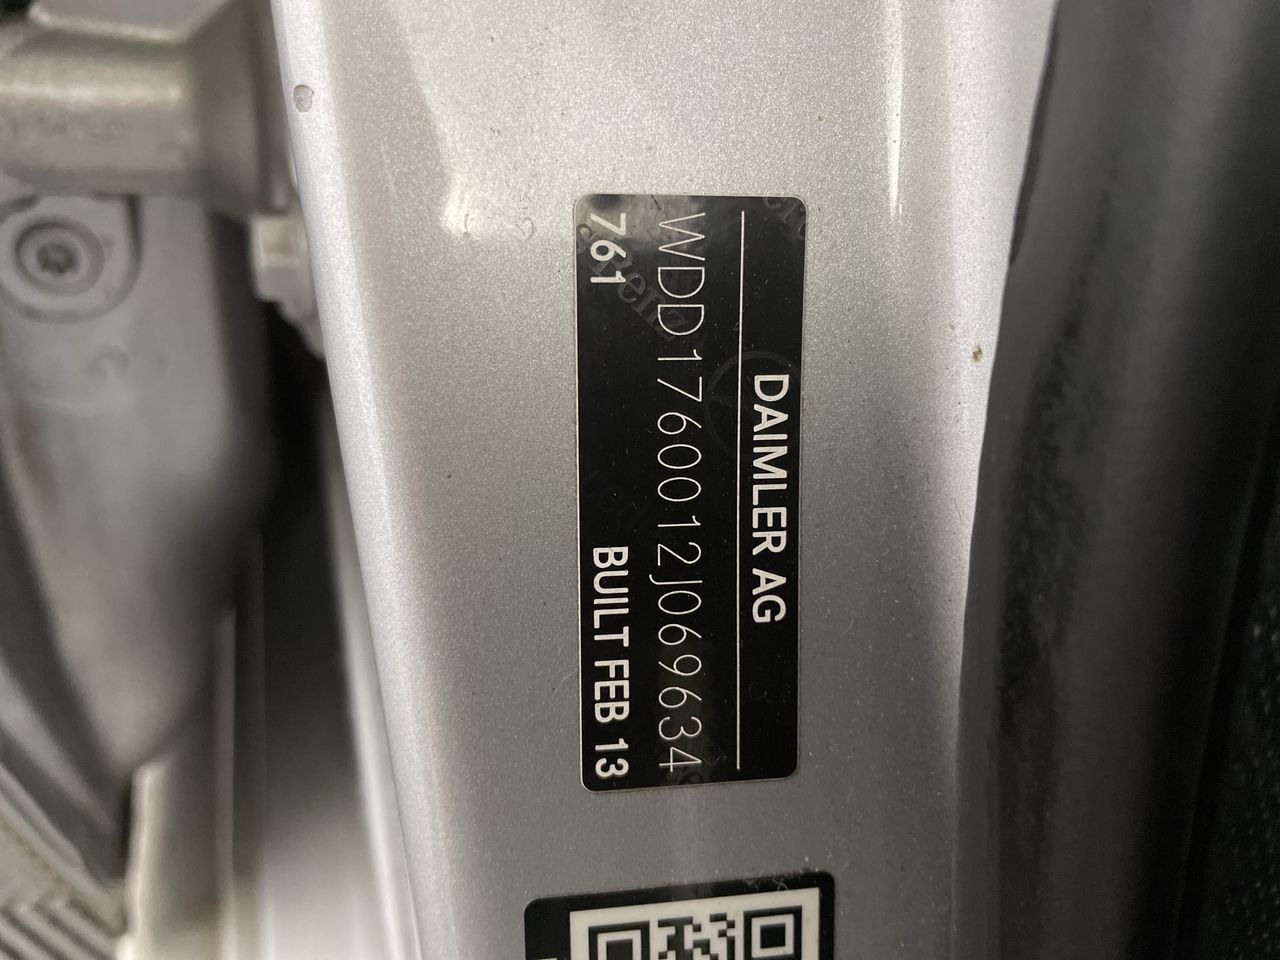 DAIMLER AG
WDD1760012J069634
761 BUILT FEB 13